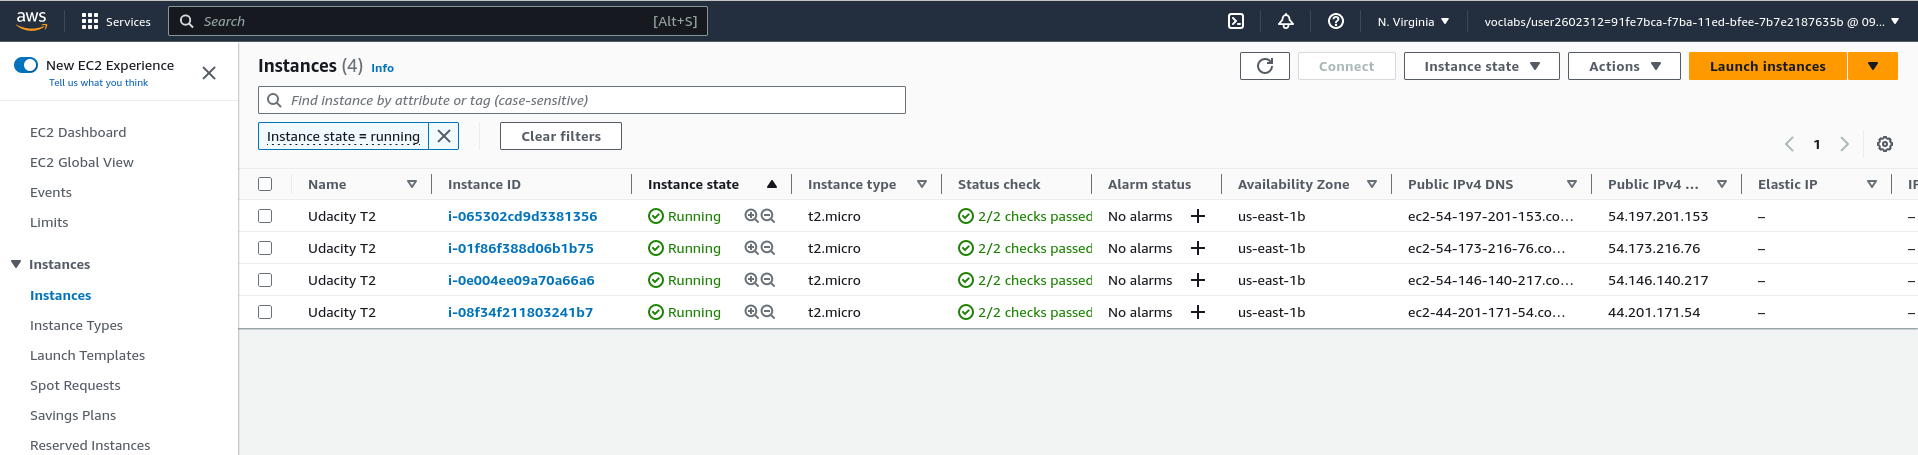 aws Services Search [Alt+S] N. Virginia voclabs/user2602312=91fe7bca-f7ba-11ed-bfee-7b7e2187635b @ 09...
New EC2 Experience
Tell us what you think
EC2 Dashboard
EC2 Global View
Events
Limits
Instances
Instances
Instance Types
Launch Templates
Spot Requests
Savings Plans
Reserved Instances
Instances (4) Info Connect Instance state Actions Launch instances
Find instance by attribute or tag (case-sensitive)
Instance state = running Clear filters 1
Name Instance ID Instance state Instance type Status check Alarm status Availability Zone Public IPv4 DNS Public IPv4 ... Elastic IP IP
Udacity T2 i-065302cd9d3381356 Running t2.micro 2/2 checks passed No alarms us-east-1b ec2-54-197-201-153.co... 54.197.201.153 – –
Udacity T2 i-01f86f388d06b1b75 Running t2.micro 2/2 checks passed No alarms us-east-1b ec2-54-173-216-76.co... 54.173.216.76 – –
Udacity T2 i-0e004ee09a70a66a6 Running t2.micro 2/2 checks passed No alarms us-east-1b ec2-54-146-140-217.co... 54.146.140.217 – –
Udacity T2 i-08f34f211803241b7 Running t2.micro 2/2 checks passed No alarms us-east-1b ec2-44-201-171-54.co... 44.201.171.54 – –